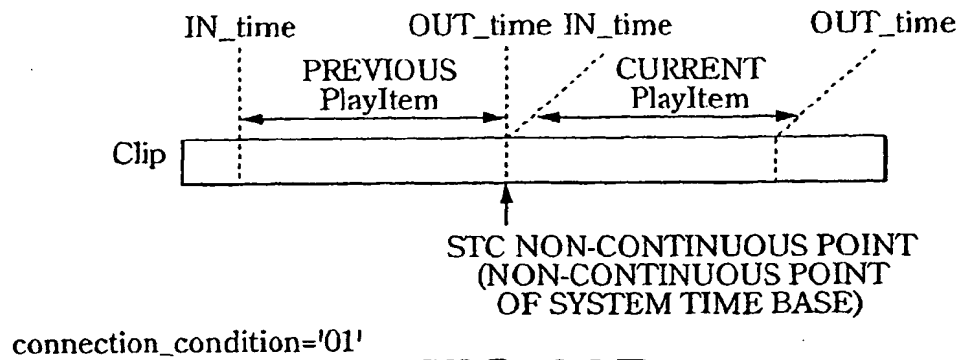 IN_time OUT_time IN_time OUT_time
PREVIOUS PlayItem
CURRENT PlayItem
Clip
STC NON-CONTINUOUS POINT
(NON-CONTINUOUS POINT
OF SYSTEM TIME BASE)
connection_condition='01'